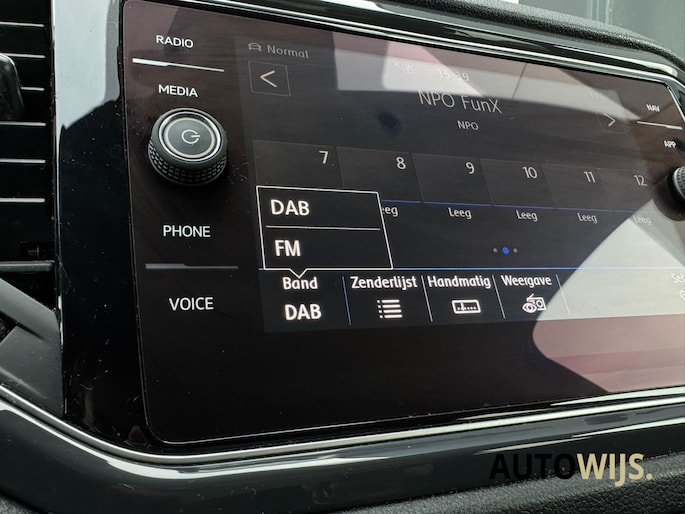 RADIO
Normal
15:39
MEDIA
NPO FunX
NAV
NPO
APP
7 8 9 10 11 12
DAB
Leeg Leeg Leeg Leeg
FM
PHONE
Band Zenderlijst Handmatig Weergave
DAB
VOICE
AUTOWIJS.